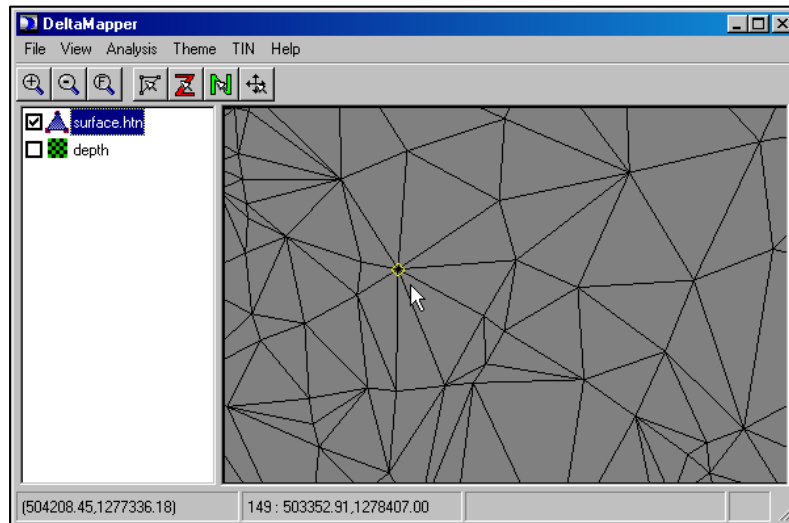 DeltaMapper
File View Analysis Theme TIN Help
surface.htn
depth
(504208.45,1277336.18) 149 : 503352.91,1278407.00